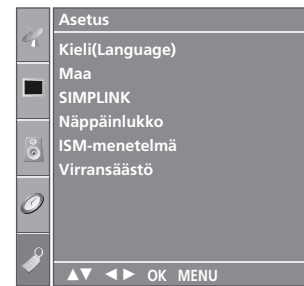 Asetus
Kieli(Language)
Maa
SIMPLINK
Näppäinlukko
ISM-menetelmä
Virransäästö
▲▼ ◄► OK MENU